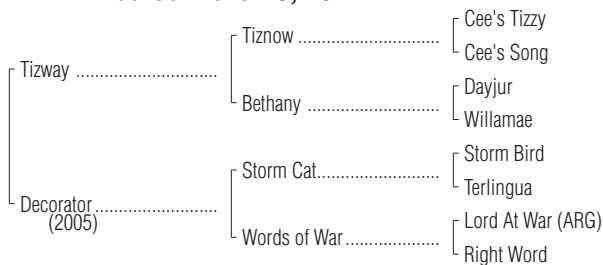 Cee's Tizzy
Tiznow ........................................
Cee's Song
Tizway ........................................
Dayjur
Bethany .....................................
Willamae
Storm Bird
Storm Cat...................................
Terlingua
Decorator...................................
(2005)
Lord At War (ARG)
Words of War............................
Right Word